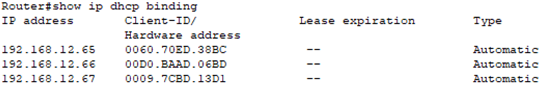 Router#show ip dhcp binding
IP address Client-ID/ Lease expiration Type
Hardware address
192.168.12.65 0060.70ED.38BC -- Automatic
192.168.12.66 00D0.BAAD.06BD -- Automatic
192.168.12.67 0009.7CBD.13D1 -- Automatic